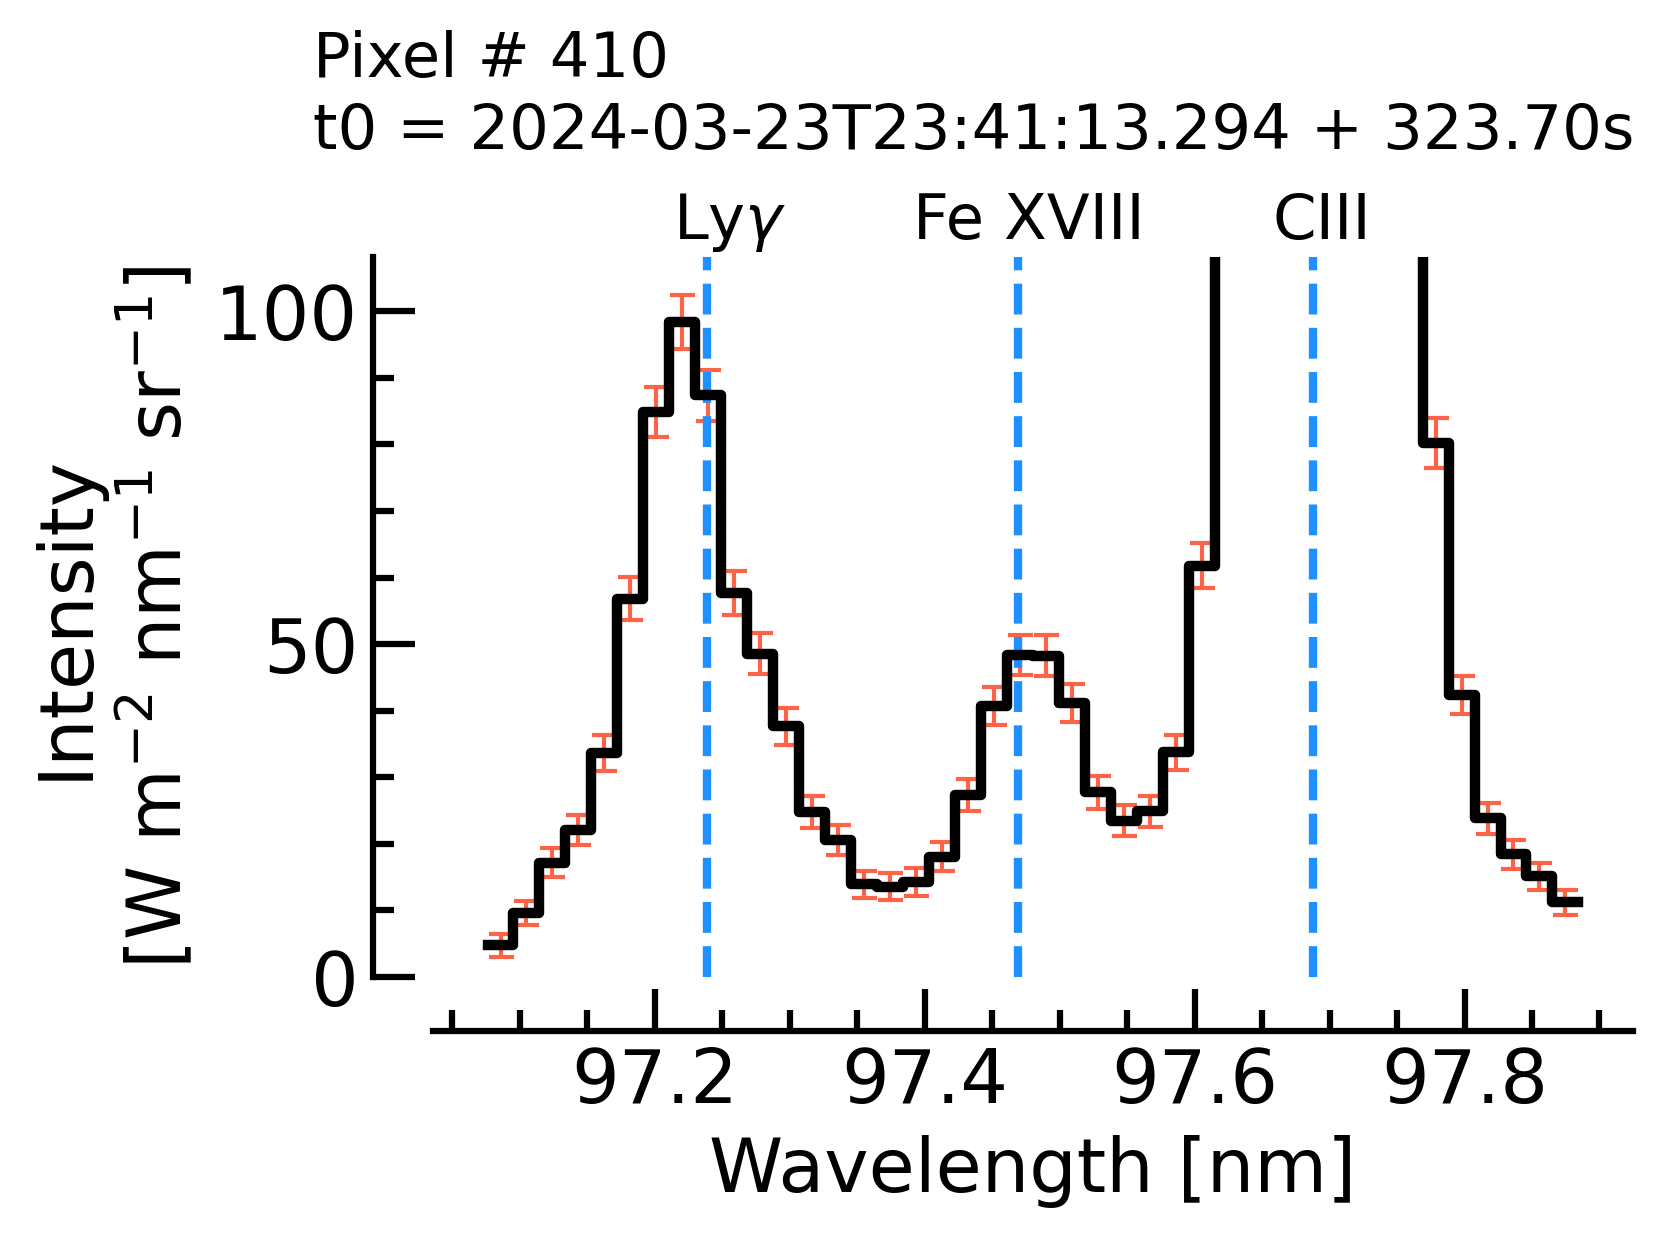 Pixel # 410
t0 = 2024-03-23T23:41:13.294 + 323.70s
Lyγ Fe XVIII CIII
100
50
0
Intensity
[W m⁻² nm⁻¹ sr⁻¹]
97.2 97.4 97.6 97.8
Wavelength [nm]